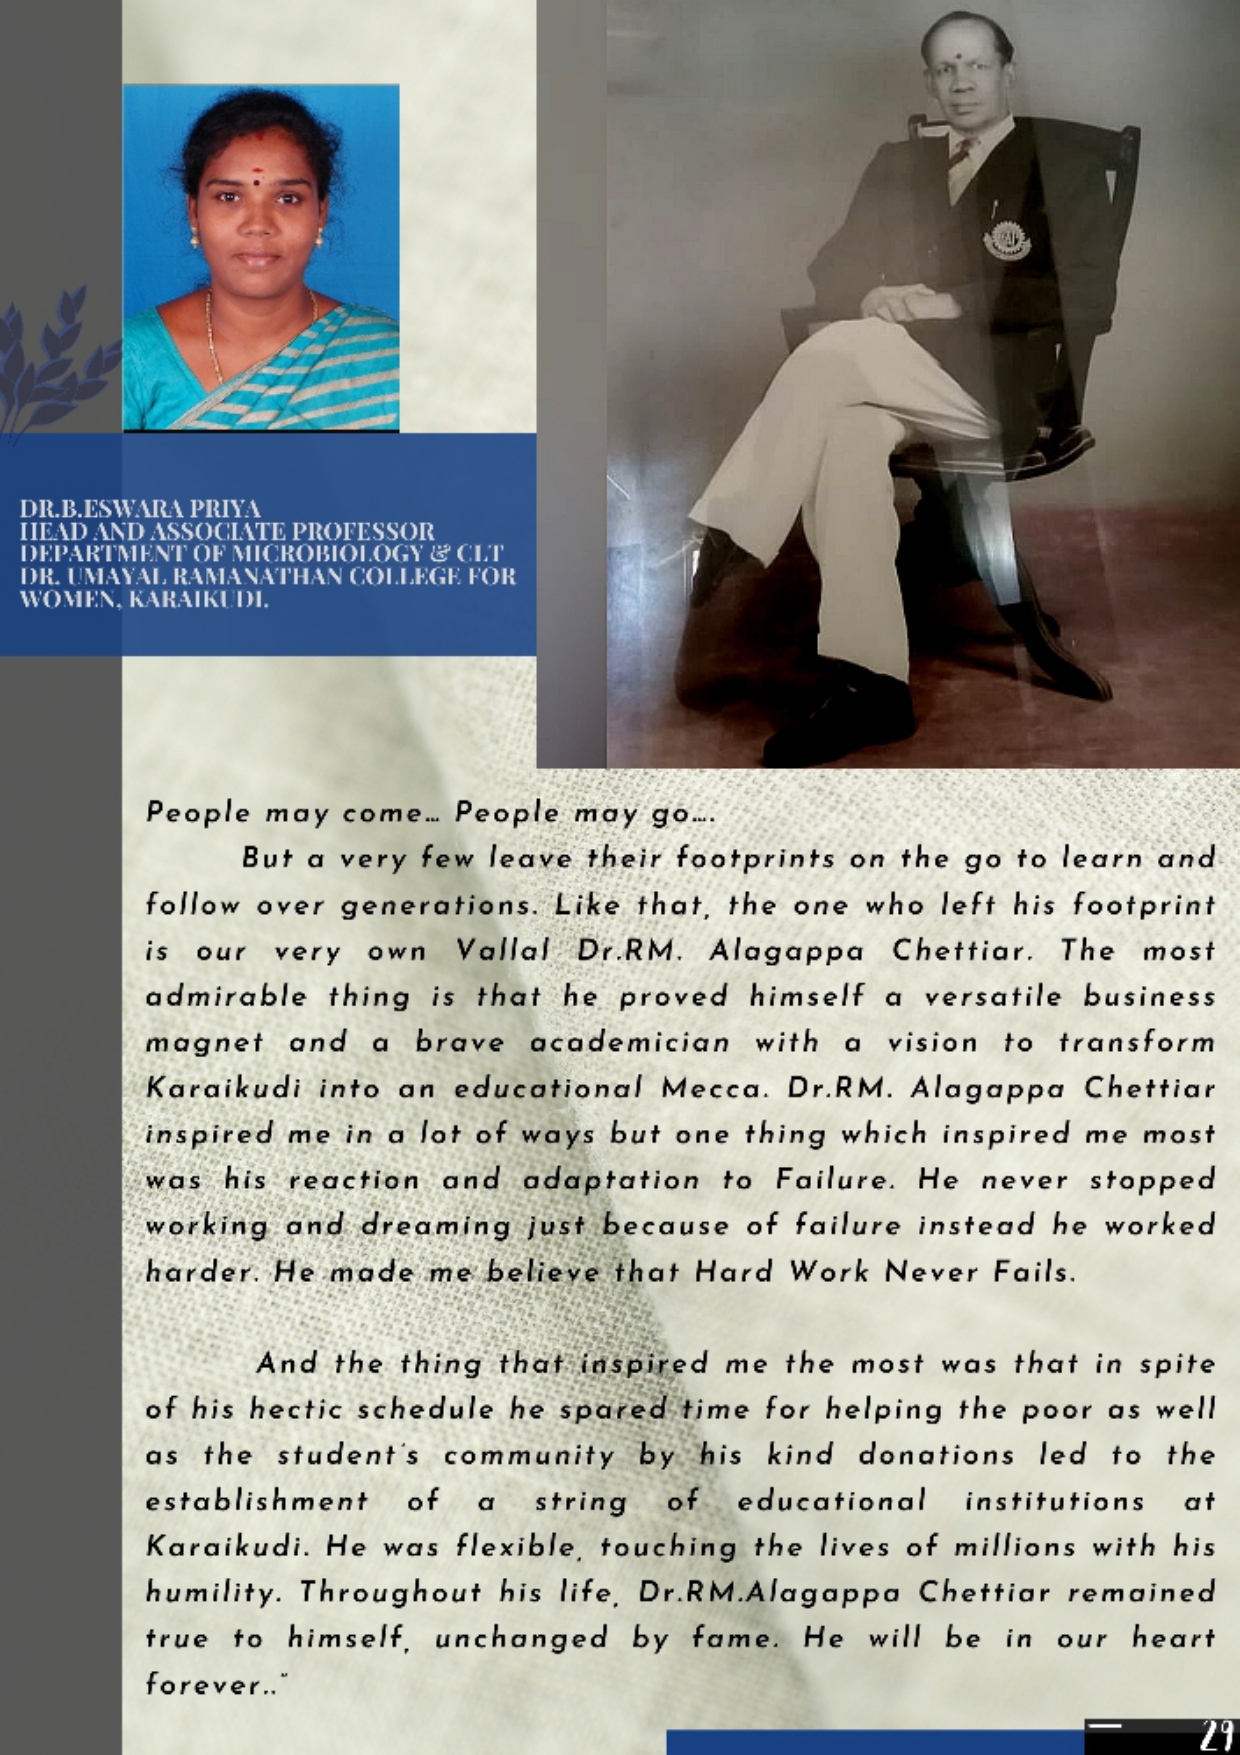 DR.B.ESWARA PRIYA
HEAD AND ASSOCIATE PROFESSOR
DEPARTMENT OF MICROBIOLOGY & CLT
DR. UMAYAL RAMANATHAN COLLEGE FOR
WOMEN, KARAIKUDI.
People may come... People may go....
But a very few leave their footprints on the go to learn and
follow over generations. Like that, the one who left his footprint
is our very own Vallal Dr.RM. Alagappa Chettiar. The most
admirable thing is that he proved himself a versatile business
magnet and a brave academician with a vision to transform
Karaikudi into an educational Mecca. Dr.RM. Alagappa Chettiar
inspired me in a lot of ways but one thing which inspired me most
was his reaction and adaptation to Failure. He never stopped
working and dreaming just because of failure instead he worked
harder. He made me believe that Hard Work Never Fails.
And the thing that inspired me the most was that in spite
of his hectic schedule he spared time for helping the poor as well
as the student's community by his kind donations led to the
establishment of a string of educational institutions at
Karaikudi. He was flexible, touching the lives of millions with his
humility. Throughout his life, Dr.RM.Alagappa Chettiar remained
true to himself, unchanged by fame. He will be in our heart
forever.."
29